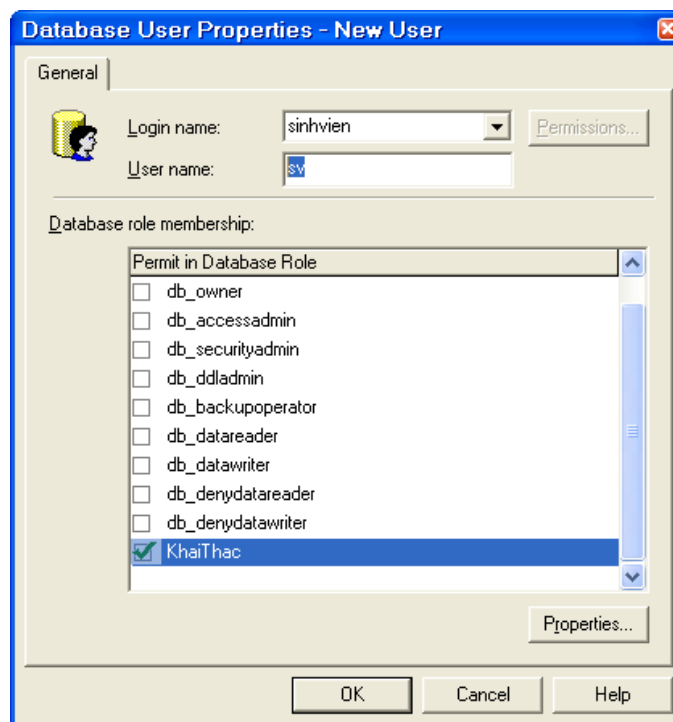 Database User Properties - New User
General
Login name: sinhvien Permissions...
User name: sv
Database role membership:
Permit in Database Role
db_owner
db_accessadmin
db_securityadmin
db_ddladmin
db_backupoperator
db_datareader
db_datawriter
db_denydatareader
db_denydatawriter
KhaiThac
Properties...
OK Cancel Help